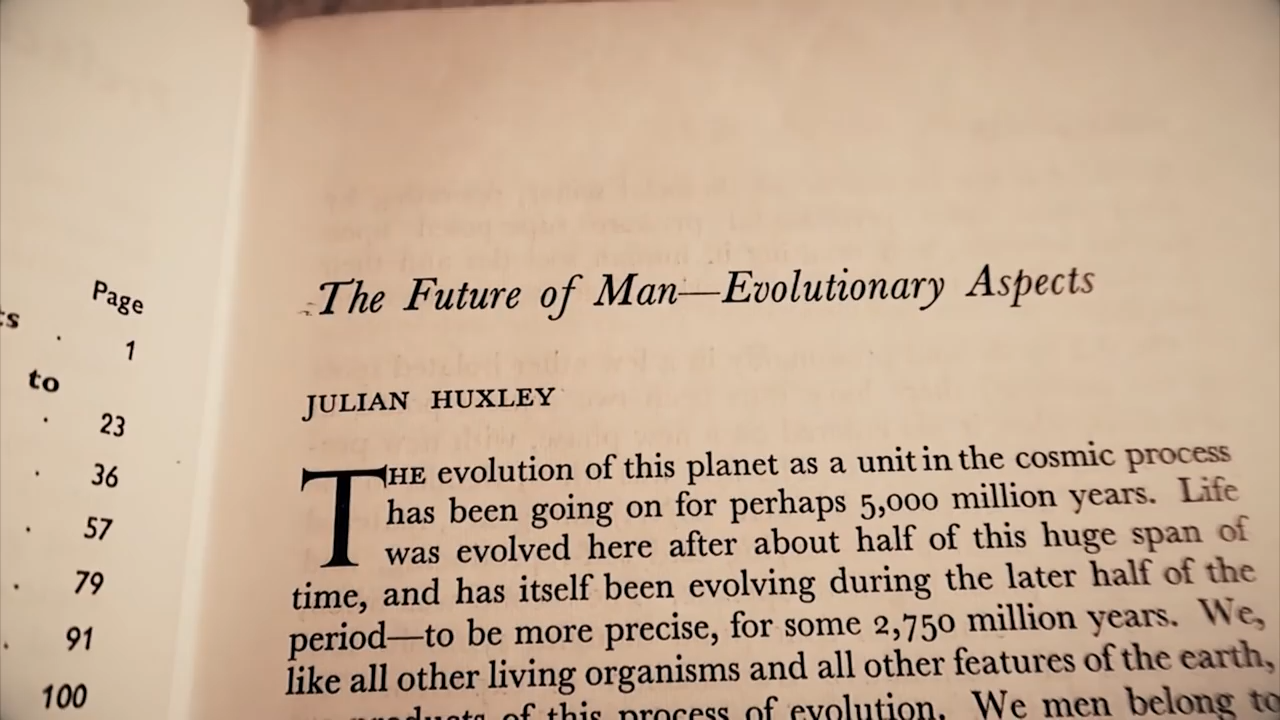 Page
1
to
23
36
57
79
91
100
The Future of Man—Evolutionary Aspects
JULIAN HUXLEY
THE evolution of this planet as a unit in the cosmic process
has been going on for perhaps 5,000 million years. Life
was evolved here after about half of this huge span of
time, and has itself been evolving during the later half of the
period—to be more precise, for some 2,750 million years. We,
like all other living organisms and all other features of the earth,
products of this process of evolution. We men belong to